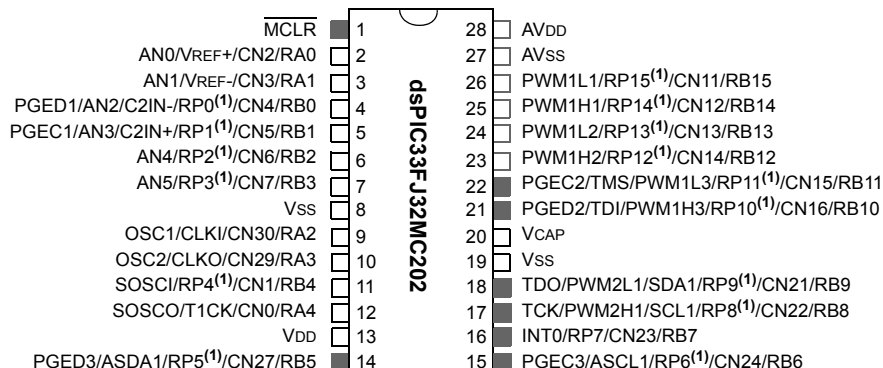 MCLR 1 28 AVDD
AN0/VREF+/CN2/RA0 2 27 AVSS
AN1/VREF-/CN3/RA1 3 26 PWM1L1/RP15(1)/CN11/RB15
PGED1/AN2/C2IN-/RP0(1)/CN4/RB0 4 25 PWM1H1/RP14(1)/CN12/RB14
PGEC1/AN3/C2IN+/RP1(1)/CN5/RB1 5 24 PWM1L2/RP13(1)/CN13/RB13
AN4/RP2(1)/CN6/RB2 6 23 PWM1H2/RP12(1)/CN14/RB12
AN5/RP3(1)/CN7/RB3 7 22 PGEC2/TMS/PWM1L3/RP11(1)/CN15/RB11
VSS 8 21 PGED2/TDI/PWM1H3/RP10(1)/CN16/RB10
OSC1/CLKI/CN30/RA2 9 20 VCAP
OSC2/CLKO/CN29/RA3 10 19 VSS
SOSCI/RP4(1)/CN1/RB4 11 18 TDO/PWM2L1/SDA1/RP9(1)/CN21/RB9
SOSCO/T1CK/CN0/RA4 12 17 TCK/PWM2H1/SCL1/RP8(1)/CN22/RB8
VDD 13 16 INT0/RP7/CN23/RB7
PGED3/ASDA1/RP5(1)/CN27/RB5 14 15 PGEC3/ASCL1/RP6(1)/CN24/RB6
dsPIC33FJ32MC202